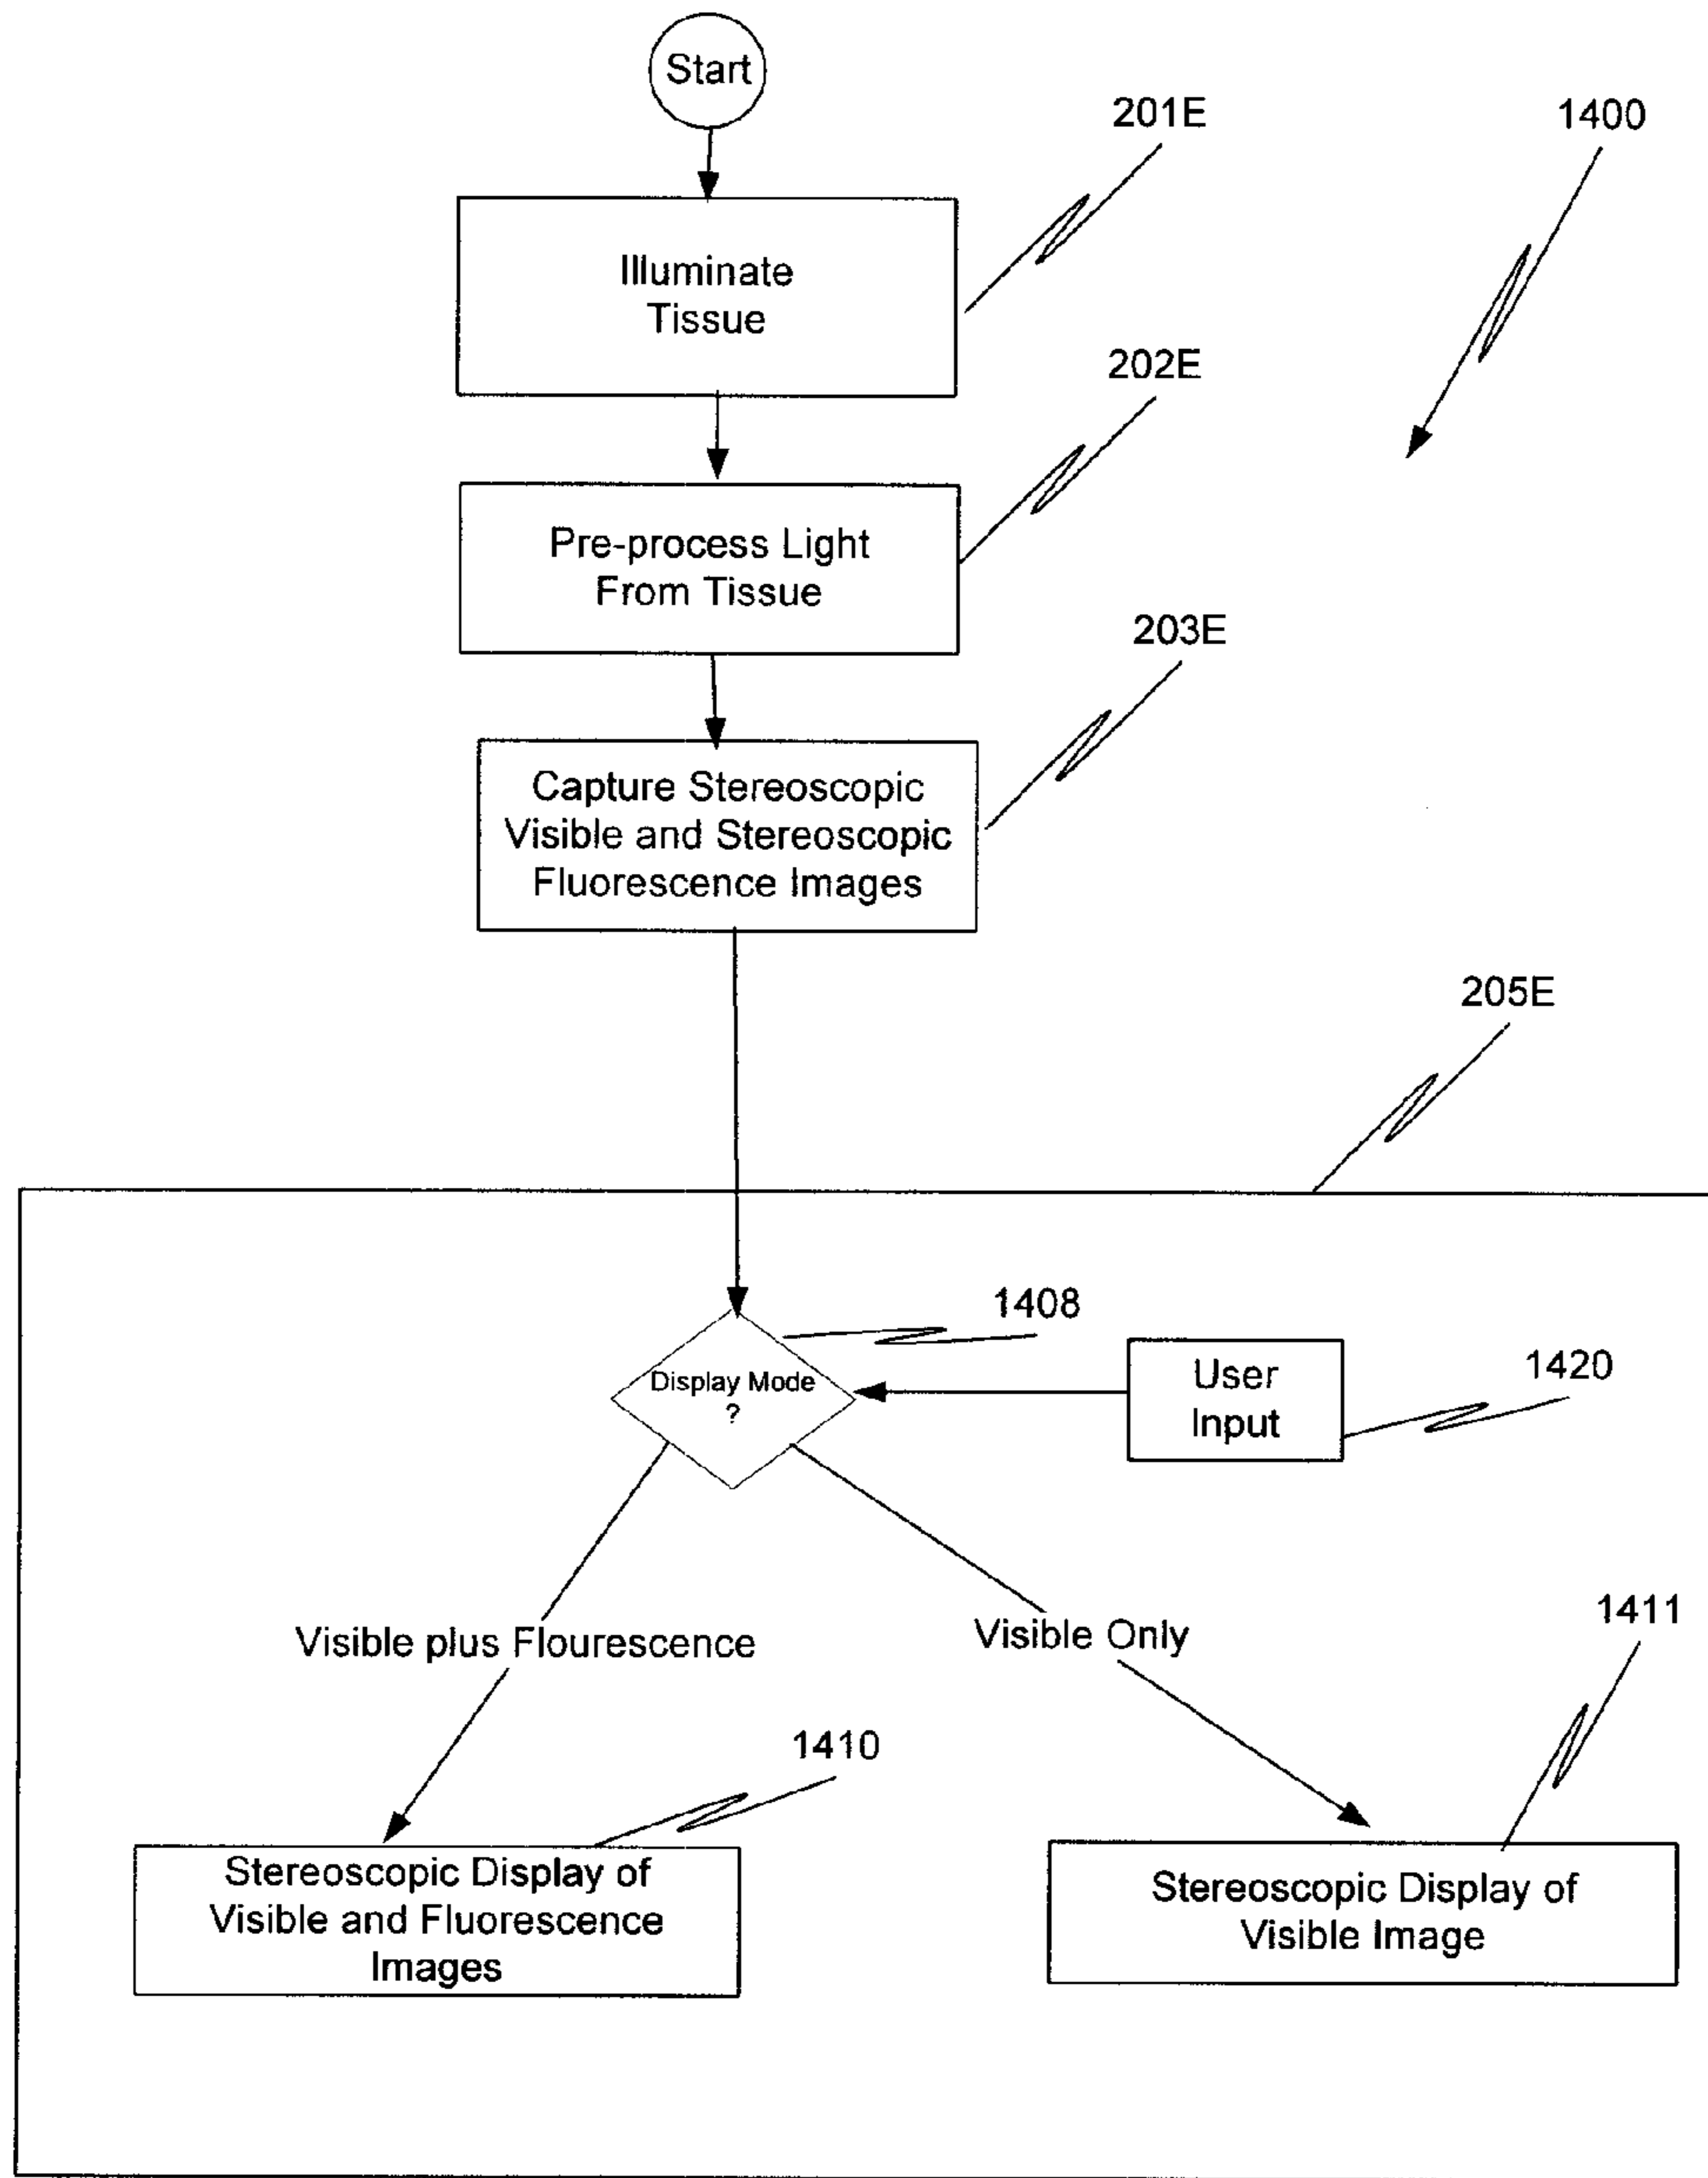 Start
201E
1400
Illuminate
Tissue
202E
Pre-process Light
From Tissue
203E
Capture Stereoscopic
Visible and Stereoscopic
Fluorescence Images
205E
1408
Display Mode
?
User
Input
1420
Visible plus Flourescence
Visible Only
1411
1410
Stereoscopic Display of
Visible and Fluorescence
Images
Stereoscopic Display of
Visible Image